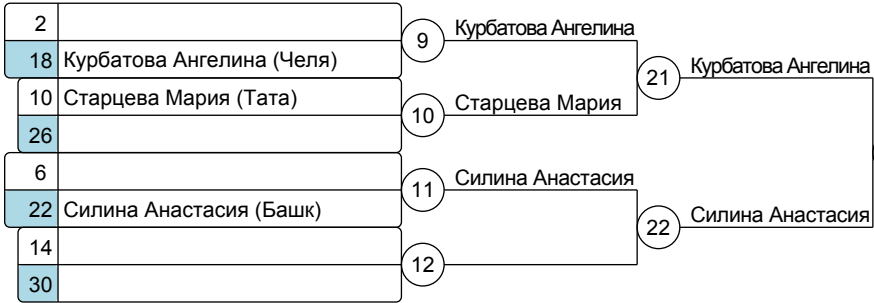 2
18 Курбатова Ангелина (Челя)
9 Курбатова Ангелина
10 Старцева Мария (Тата)
26
10 Старцева Мария
21 Курбатова Ангелина
6
22 Силина Анастасия (Башк)
11 Силина Анастасия
14
30
12
22 Силина Анастасия